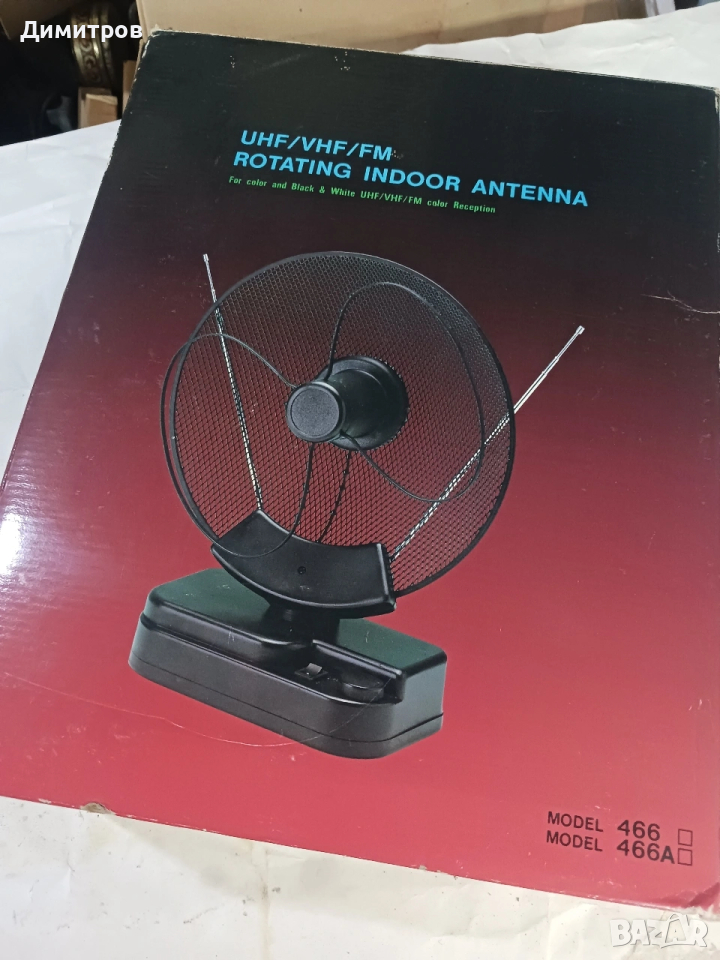 Димитров
UHF/VHF/FM
ROTATING INDOOR ANTENNA
For color and Black & White UHF/VHF/FM color Reception
MODEL 466
MODEL 466A
BAZAR